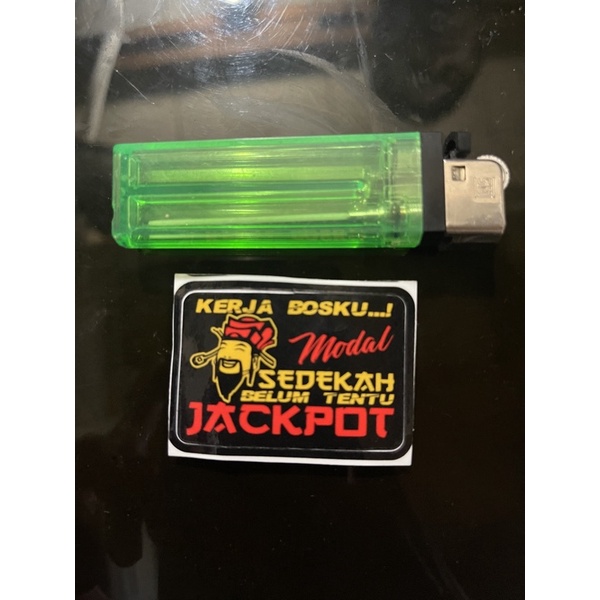 KERJA BOSKU...!
Modal
SEDEKAH
BELUM TENTU
JACKPOT